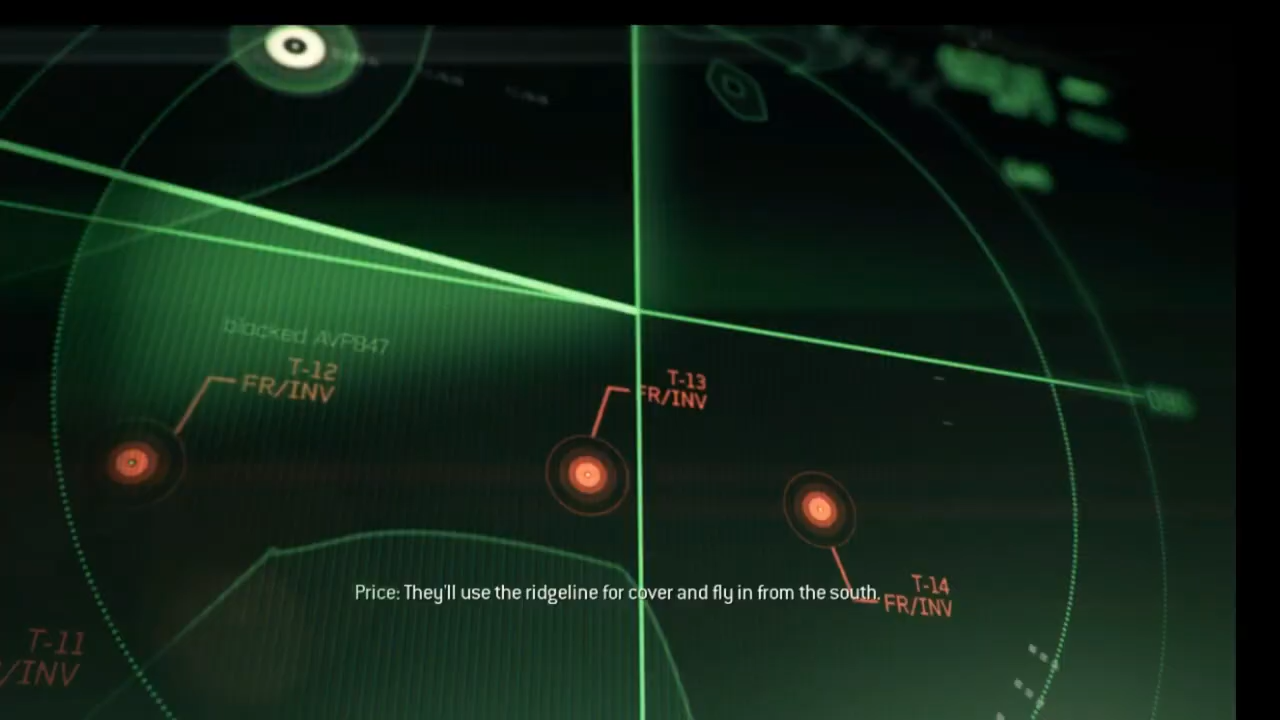 blocked AVP847
T-12
FR/INV
T-13
FR/INV
Price: They'll use the ridgeline for cover and fly in from the south.
T-14
FR/INV
T-11
/INV